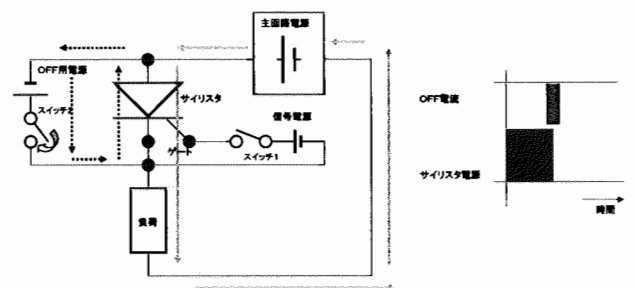 主回路電源
OFF用電源
サイリスタ
スイッチ2
信号電源
ゲート
スイッチ1
負荷
OFF電流
サイリスタ電源
時間